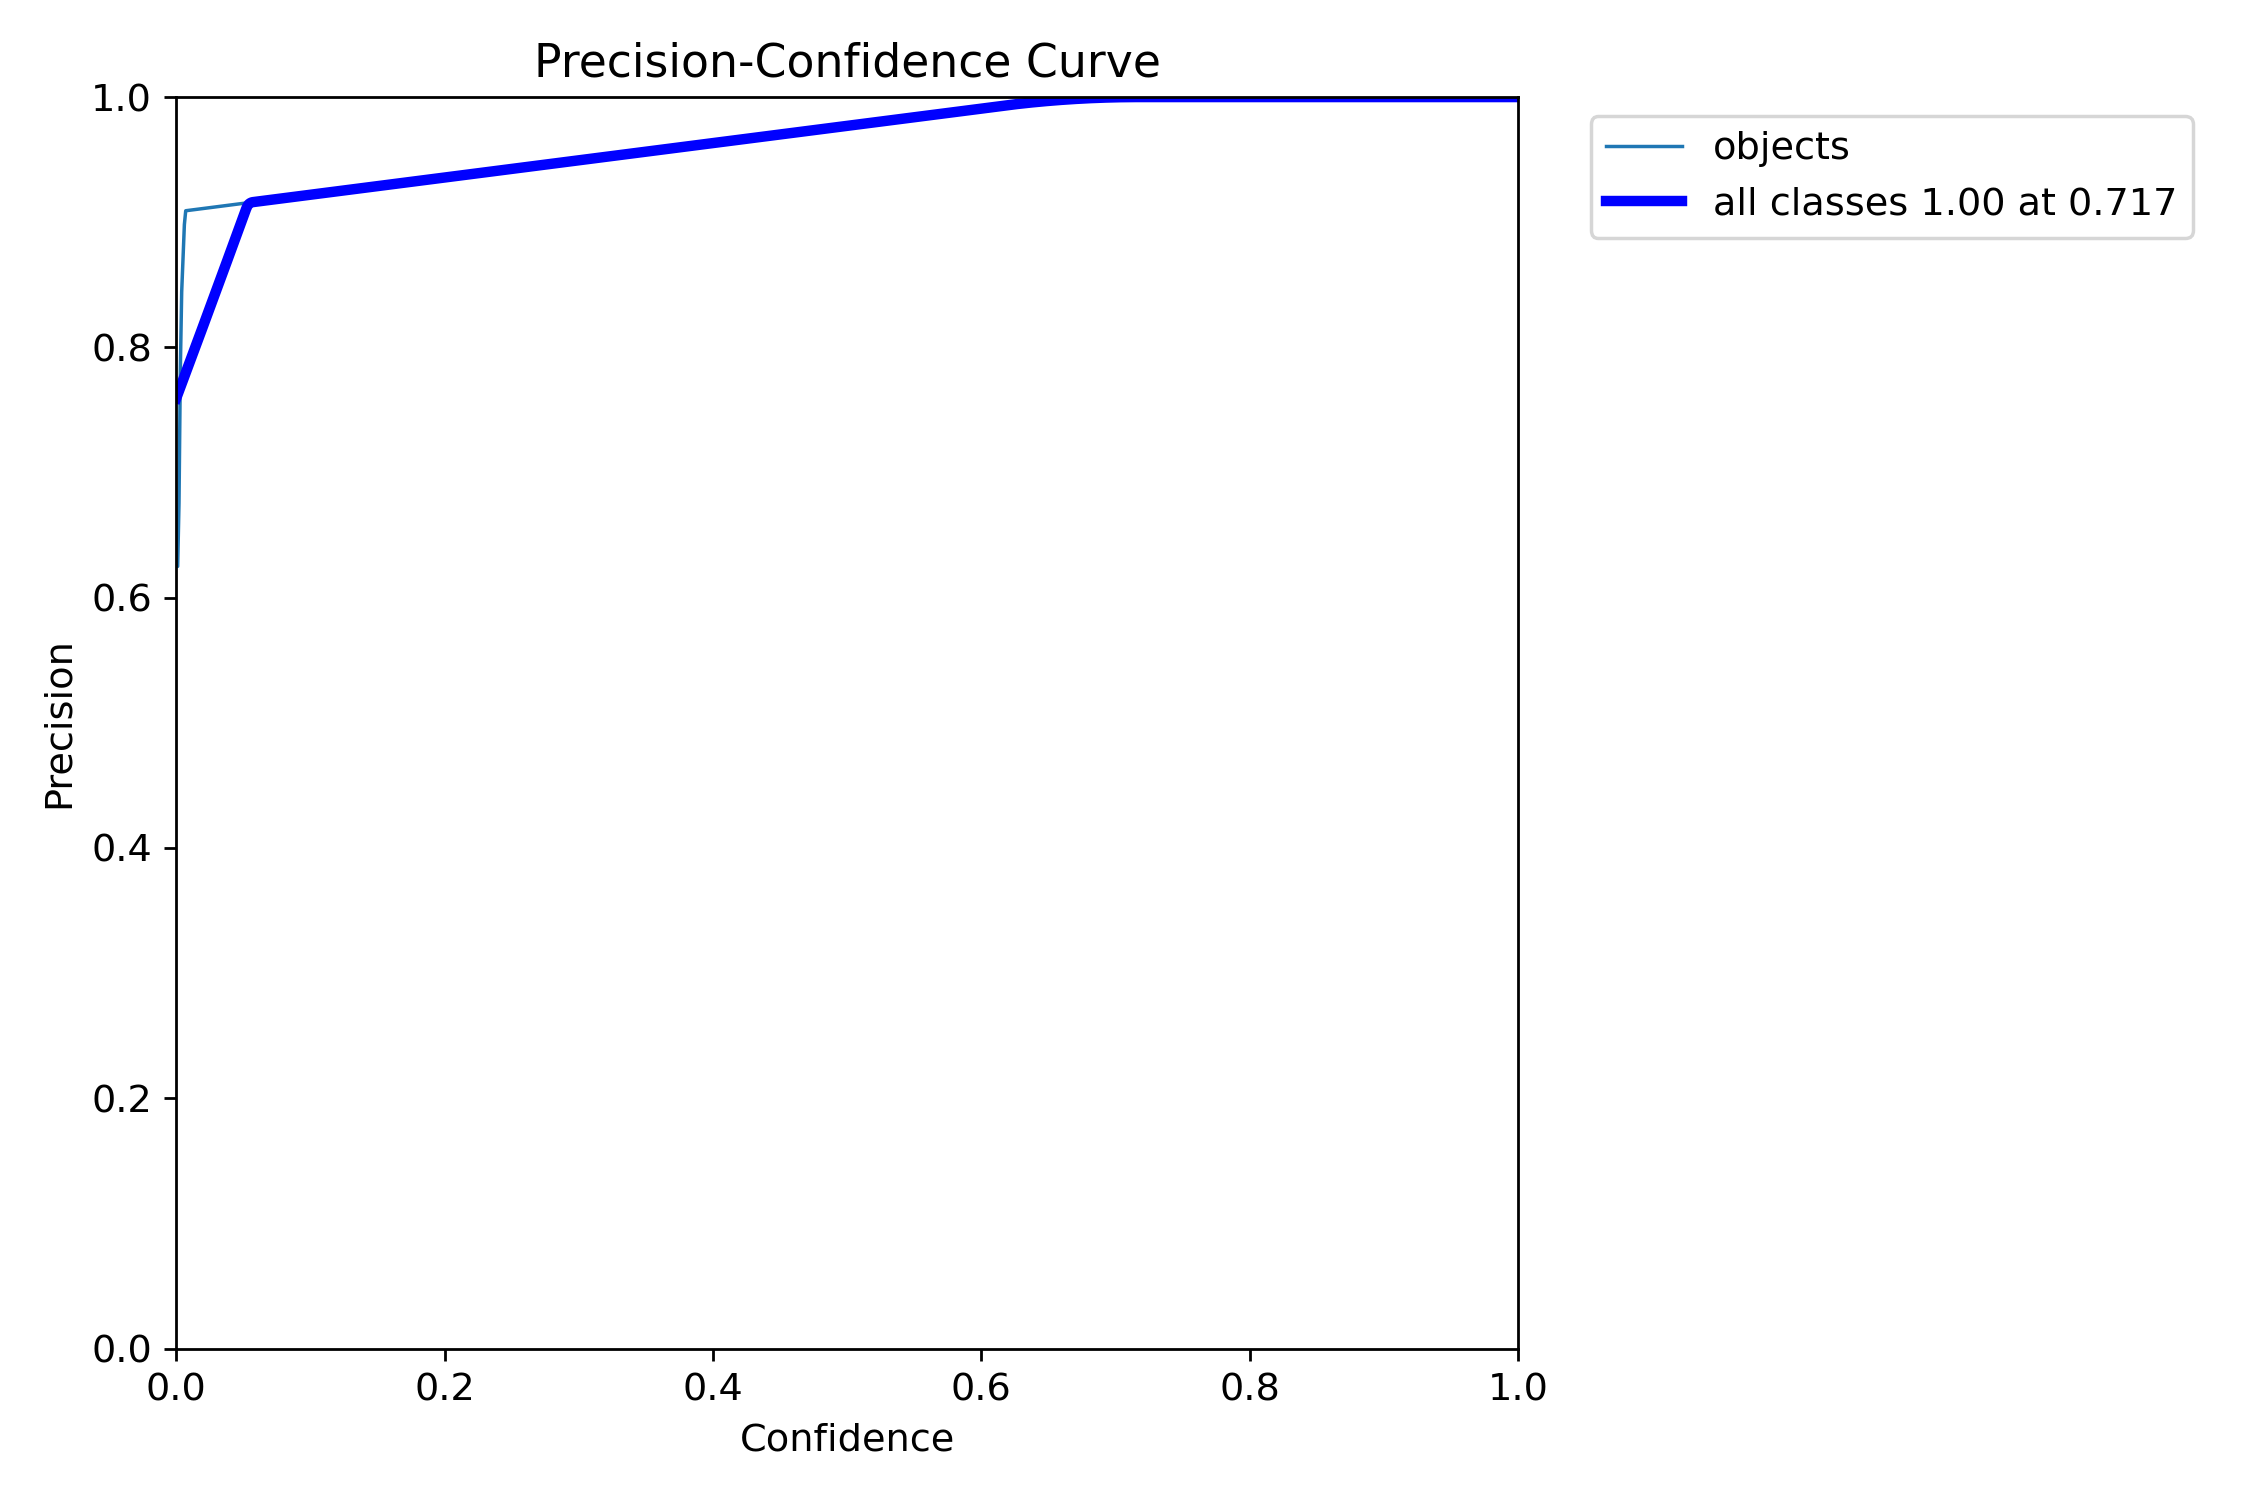 Precision-Confidence Curve
1.0
0.8
0.6
0.4
0.2
0.0
Precision
0.0 0.2 0.4 0.6 0.8 1.0
Confidence
objects
all classes 1.00 at 0.717